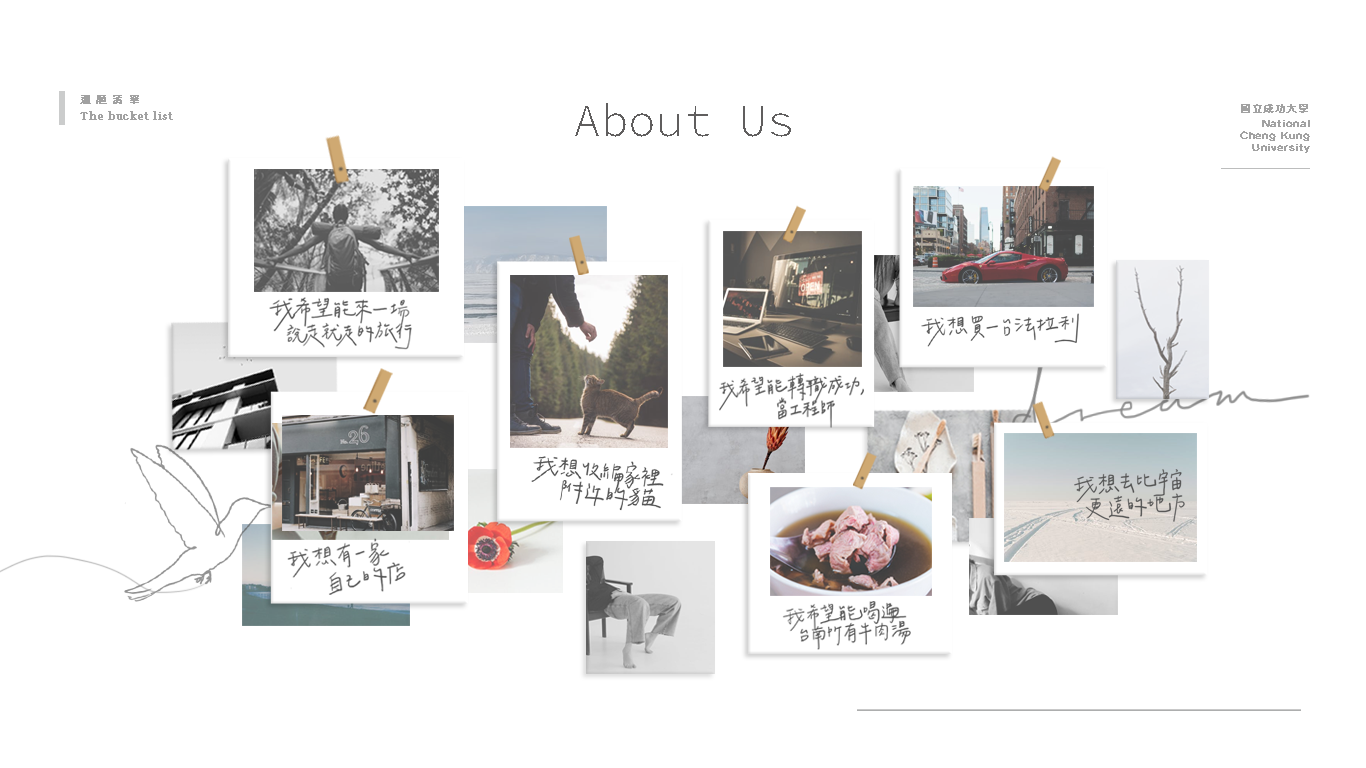 遺願清單
The bucket list
About Us
國立成功大學
National
Cheng Kung
University
我希望能來一場
說走就走的旅行
我想有一家
自己的店
No.26
我想收編家裡
附近的貓
我希望能轉職成功,
當工程師
OPEN
我希望能喝遍
台南所有牛肉湯
我想買一台法拉利
dream
我想去比宇宙
更遠的地方